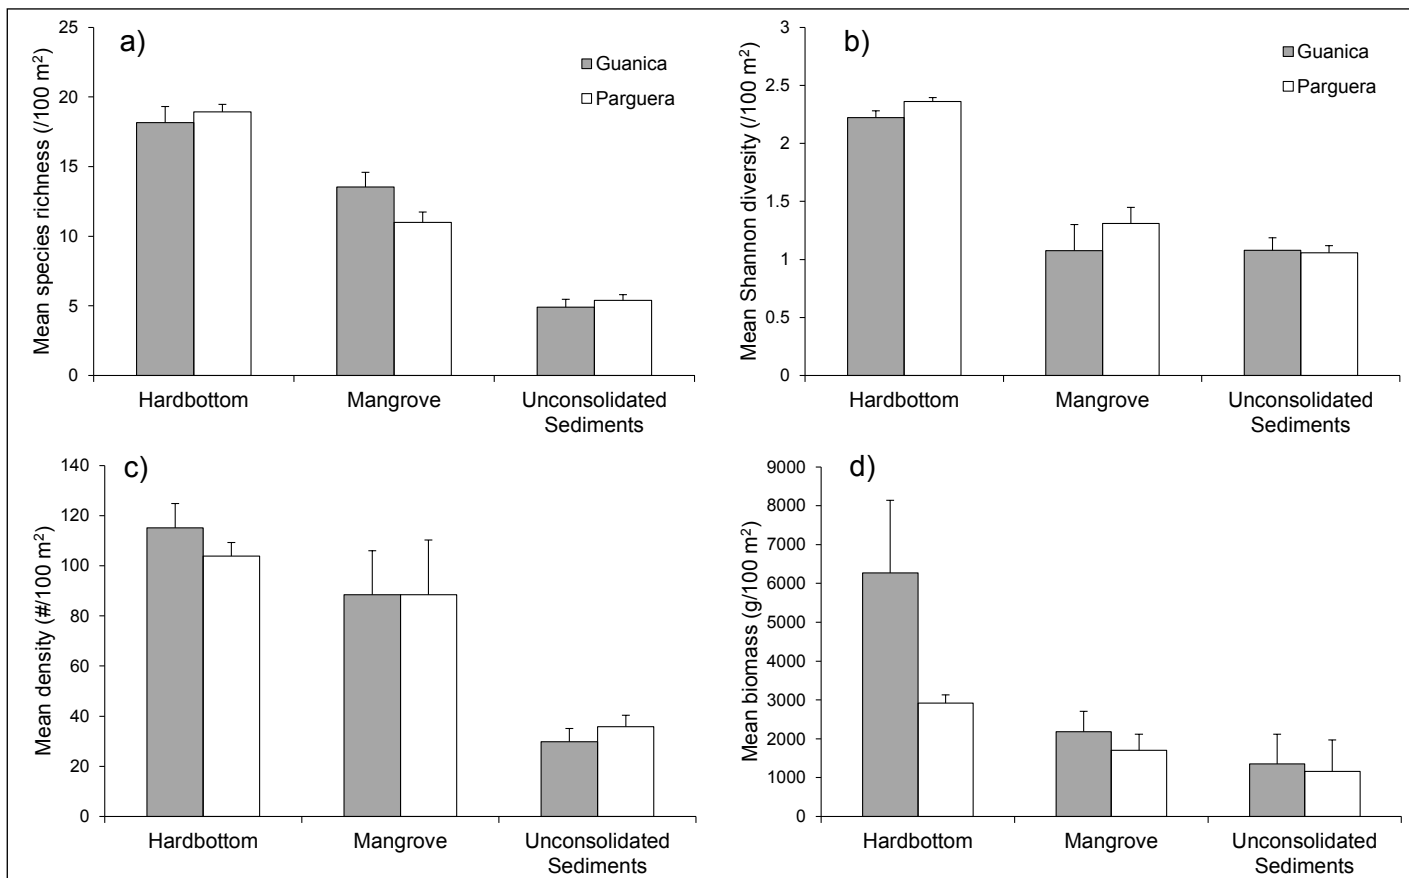 a)
Mean species richness (/100 m²)
25
20
15
10
5
0
Guanica
Parguera
Hardbottom
Mangrove
Unconsolidated
Sediments
b)
Mean Shannon diversity (/100 m²)
3
2.5
2
1.5
1
0.5
0
Guanica
Parguera
Hardbottom
Mangrove
Unconsolidated
Sediments
c)
Mean density (#/100 m²)
140
120
100
80
60
40
20
0
Hardbottom
Mangrove
Unconsolidated
Sediments
d)
Mean biomass (g/100 m²)
9000
8000
7000
6000
5000
4000
3000
2000
1000
0
Hardbottom
Mangrove
Unconsolidated
Sediments